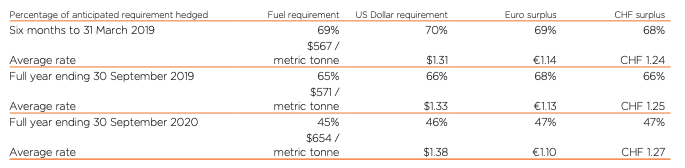 Percentage of anticipated requirement hedged Fuel requirement US Dollar requirement Euro surplus CHF surplus
Six months to 31 March 2019 69% 70% 69% 68%
$567 /
Average rate metric tonne $1.31 €1.14 CHF 1.24
Full year ending 30 September 2019 65% 66% 68% 66%
$571 /
Average rate metric tonne $1.33 €1.13 CHF 1.25
Full year ending 30 September 2020 45% 46% 47% 47%
$654 /
Average rate metric tonne $1.38 €1.10 CHF 1.27